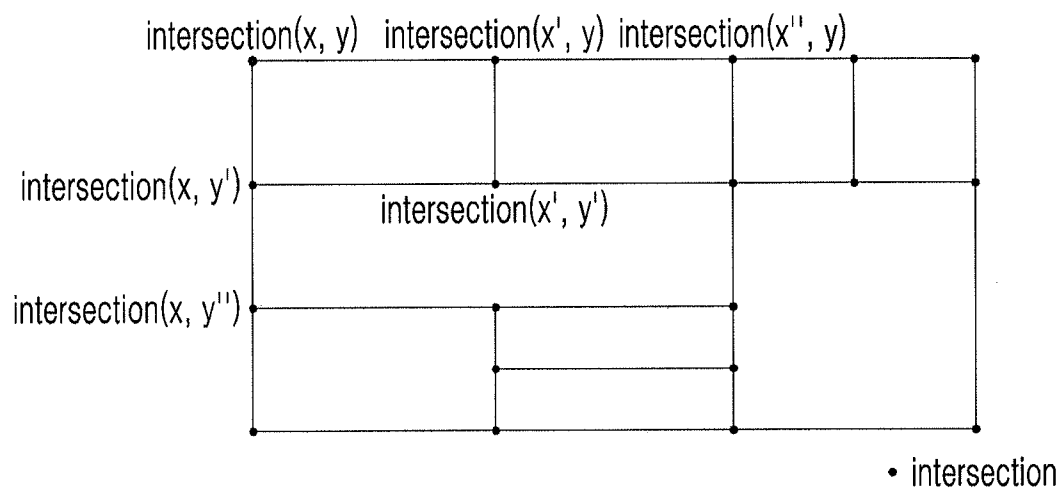 intersection(x, y) intersection(x', y) intersection(x'', y)
intersection(x, y')
intersection(x', y')
intersection(x, y'')
• intersection